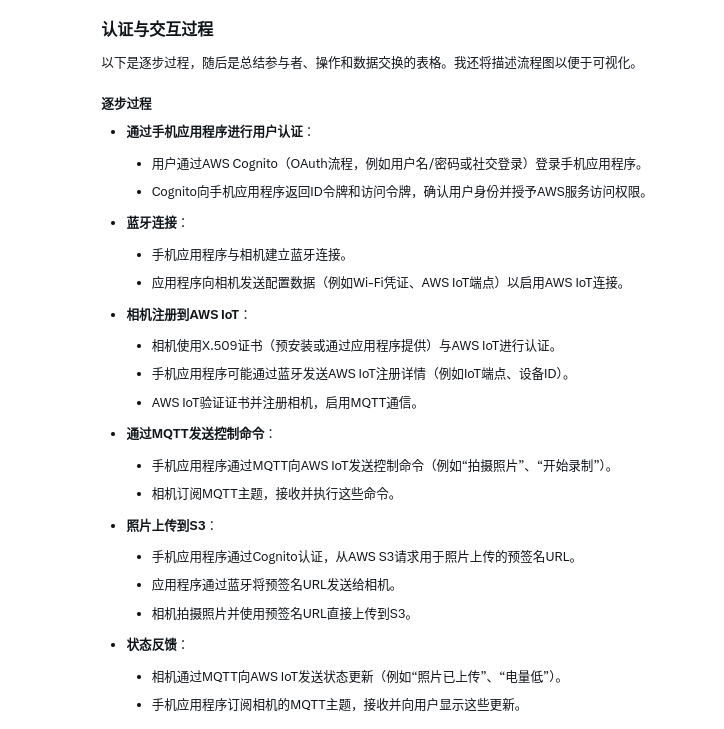 认证与交互过程
以下是逐步过程，随后是总结参与者、操作和数据交换的表格。我还将描述流程图以便于可视化。
逐步过程
• 通过手机应用程序进行用户认证：
• 用户通过AWS Cognito（OAuth流程，例如用户名/密码或社交登录）登录手机应用程序。
• Cognito向手机应用程序返回ID令牌和访问令牌，确认用户身份并授予AWS服务访问权限。
• 蓝牙连接：
• 手机应用程序与相机建立蓝牙连接。
• 应用程序向相机发送配置数据（例如Wi-Fi凭证、AWS IoT端点）以启用AWS IoT连接。
• 相机注册到AWS IoT：
• 相机使用X.509证书（预安装或通过应用程序提供）与AWS IoT进行认证。
• 手机应用程序可能通过蓝牙发送AWS IoT注册详情（例如IoT端点、设备ID）。
• AWS IoT验证证书并注册相机，启用MQTT通信。
• 通过MQTT发送控制命令：
• 手机应用程序通过MQTT向AWS IoT发送控制命令（例如“拍摄照片”、“开始录制”）。
• 相机订阅MQTT主题，接收并执行这些命令。
• 照片上传到S3：
• 手机应用程序通过Cognito认证，从AWS S3请求用于照片上传的预签名URL。
• 应用程序通过蓝牙将预签名URL发送给相机。
• 相机拍摄照片并使用预签名URL直接上传到S3。
• 状态反馈：
• 相机通过MQTT向AWS IoT发送状态更新（例如“照片已上传”、“电量低”）。
• 手机应用程序订阅相机的MQTT主题，接收并向用户显示这些更新。